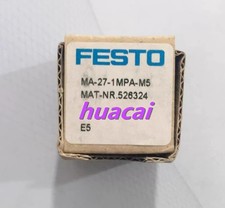 FESTO
MA-27-1MPA-M5
MAT-NR.526324
huacai
E5